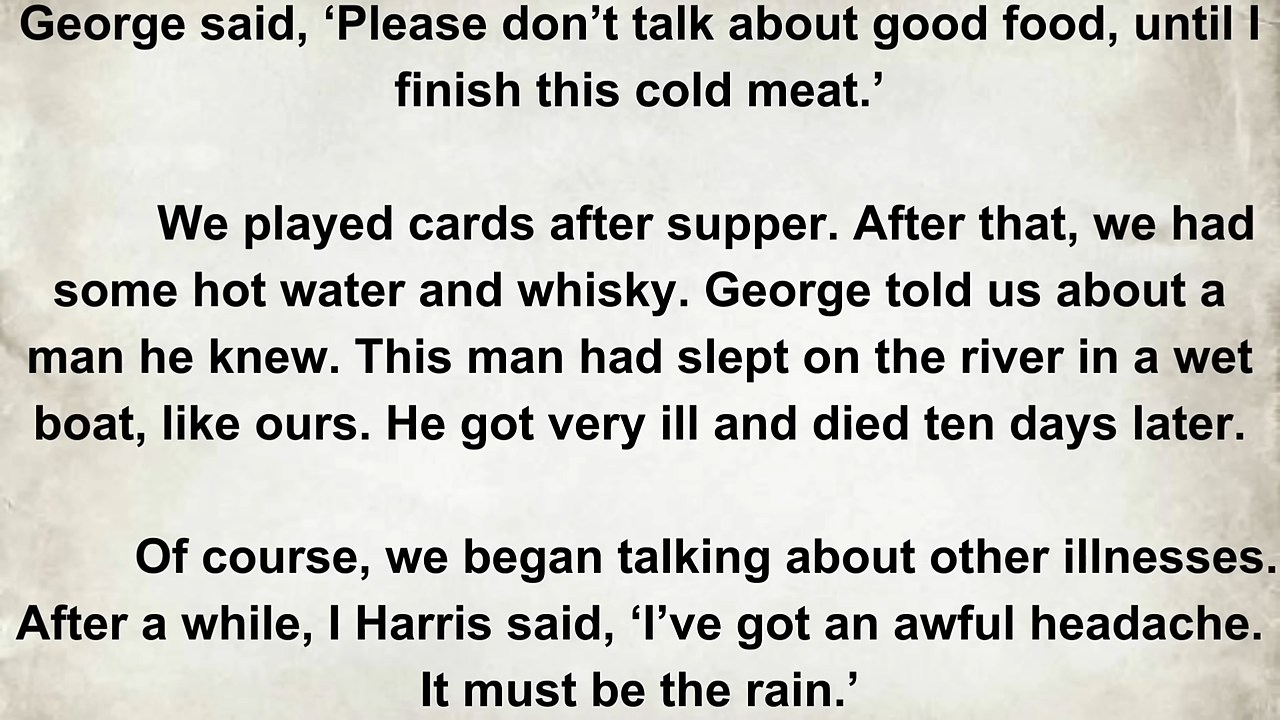 George said, ‘Please don’t talk about good food, until I
finish this cold meat.’
We played cards after supper. After that, we had
some hot water and whisky. George told us about a
man he knew. This man had slept on the river in a wet
boat, like ours. He got very ill and died ten days later.
Of course, we began talking about other illnesses.
After a while, I Harris said, ‘I’ve got an awful headache.
It must be the rain.’